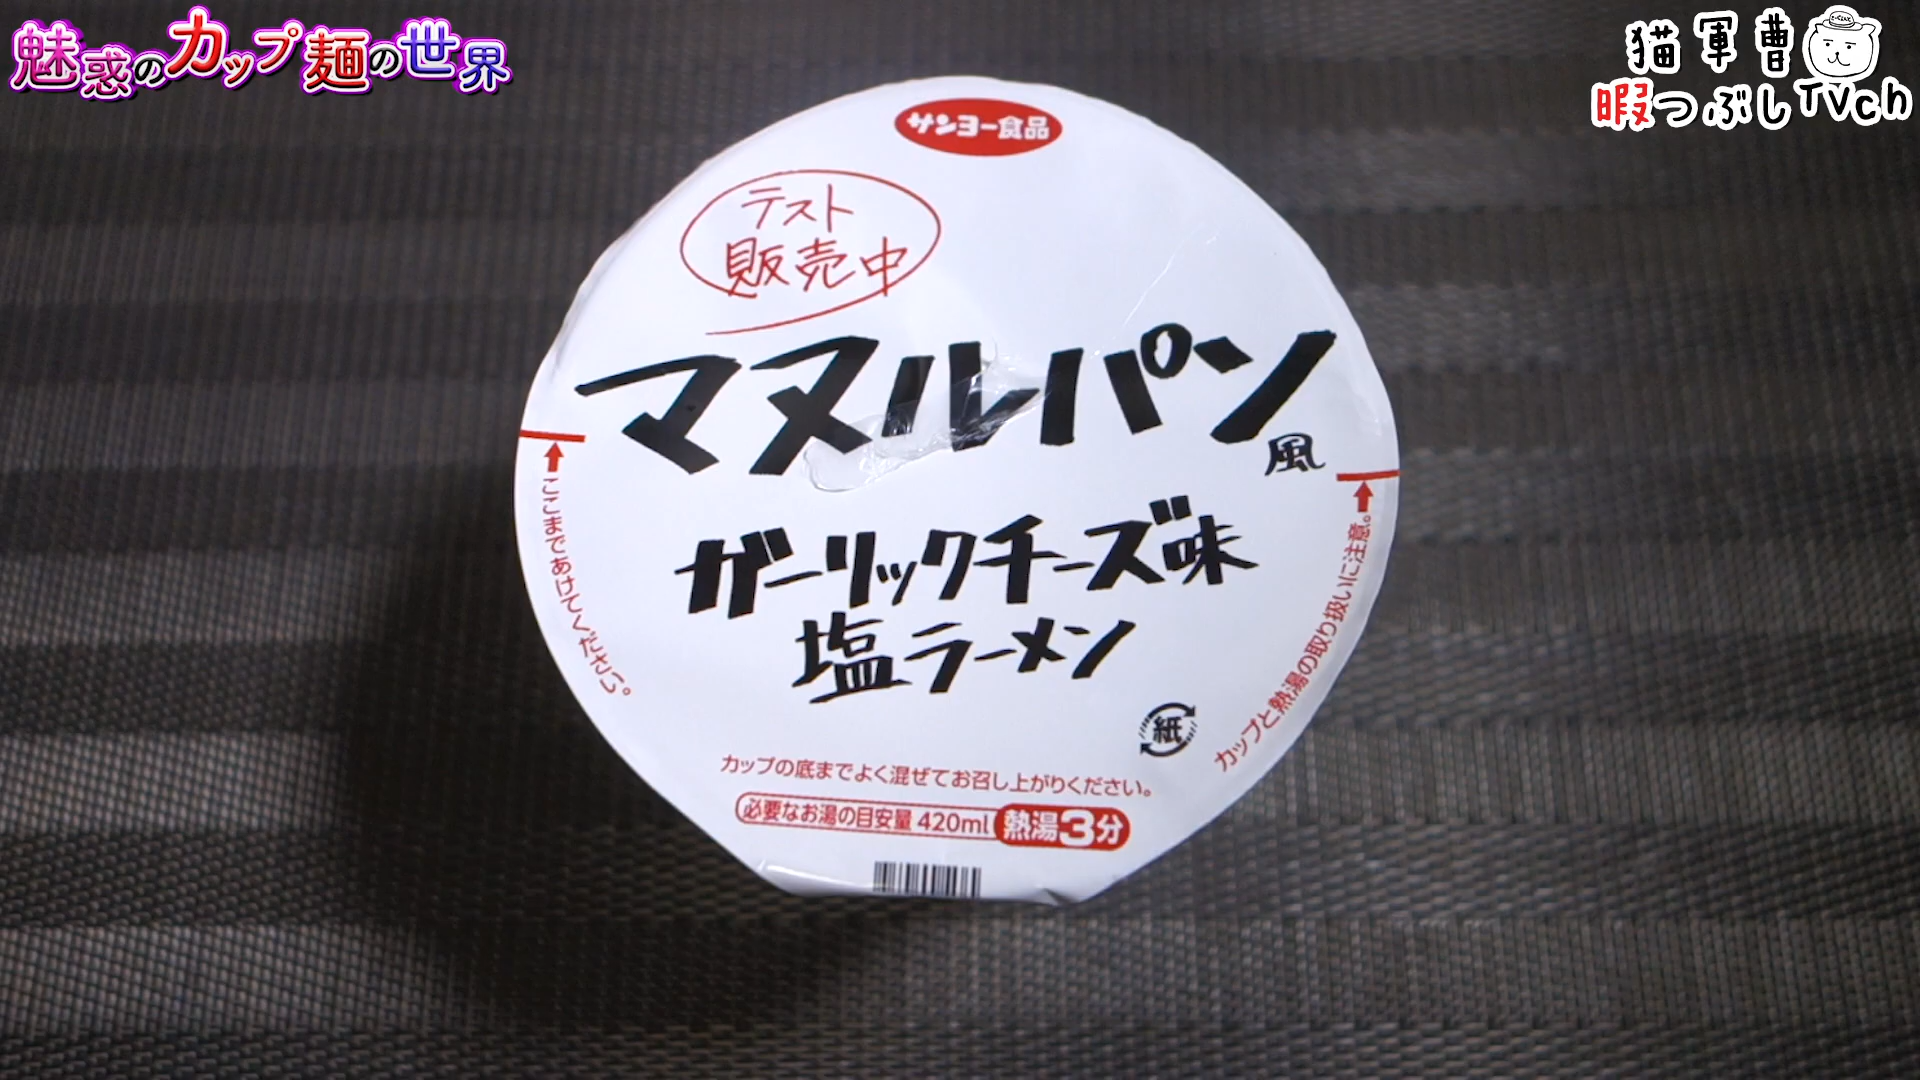 魅惑のカップ麺の世界
猫軍曹
暇つぶしTVch
サンヨー食品
テスト
販売中
マヌルパン
風
ガーリックチーズ味
塩ラーメン
ここまであけてください。
カップと熱湯の取り扱いに注意。
紙
カップの底までよく混ぜてお召し上がりください。
必要なお湯の目安量 420ml 熱湯3分